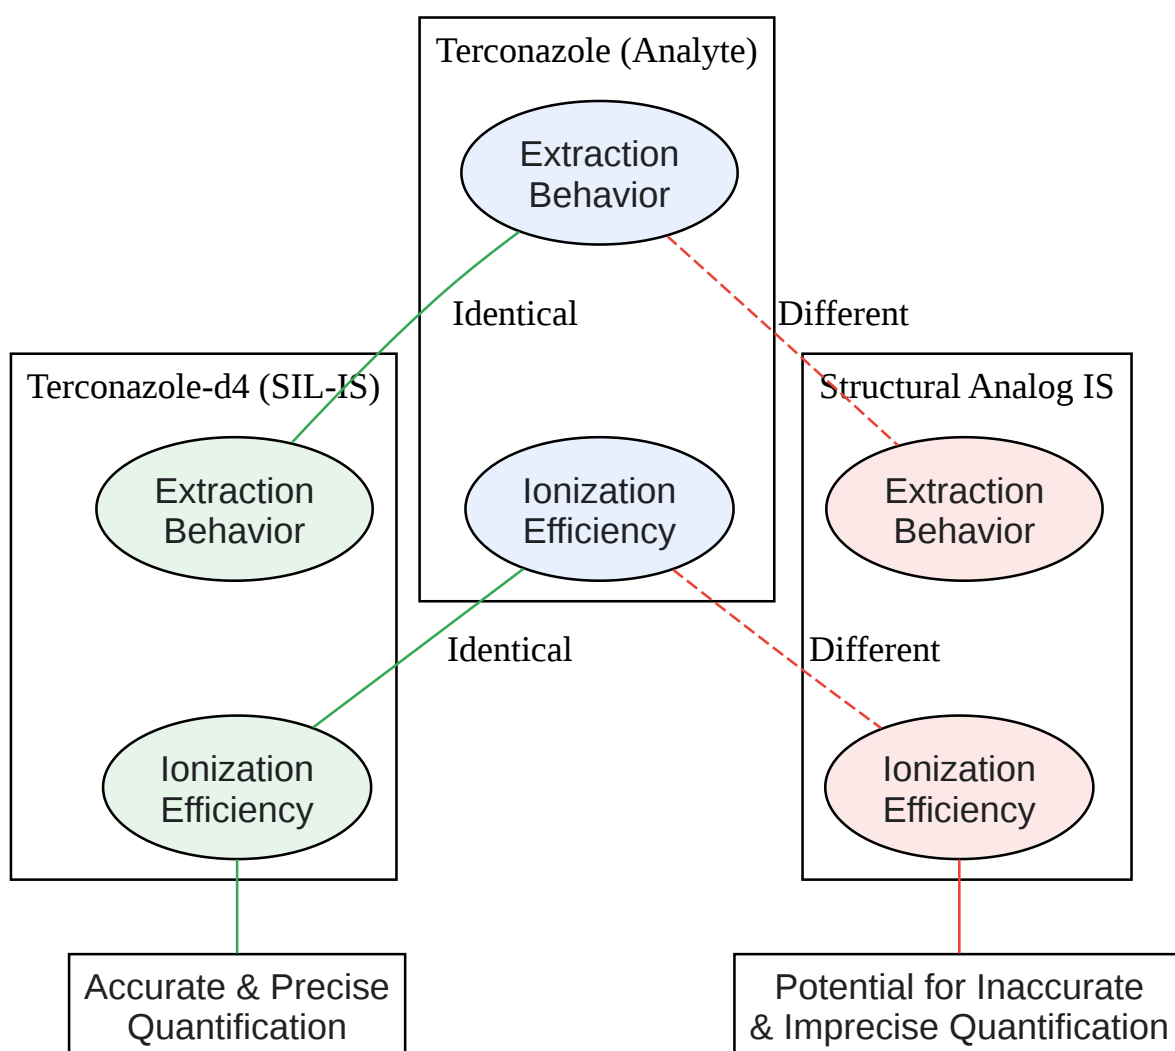 Terconazole (Analyte)
Extraction
Behavior
Identical
Different
Terconazole-d4 (SIL-IS)
Structural Analog IS
Extraction
Behavior
Ionization
Efficiency
Extraction
Behavior
Identical
Different
Ionization
Efficiency
Ionization
Efficiency
Accurate & Precise
Quantification
Potential for Inaccurate
& Imprecise Quantification